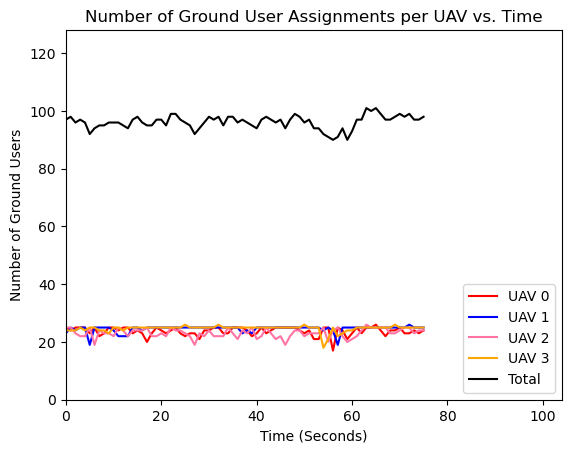 Number of Ground User Assignments per UAV vs. Time
Number of Ground Users
120
100
80
60
40
20
0
0 20 40 60 80 100
Time (Seconds)
UAV 0
UAV 1
UAV 2
UAV 3
Total